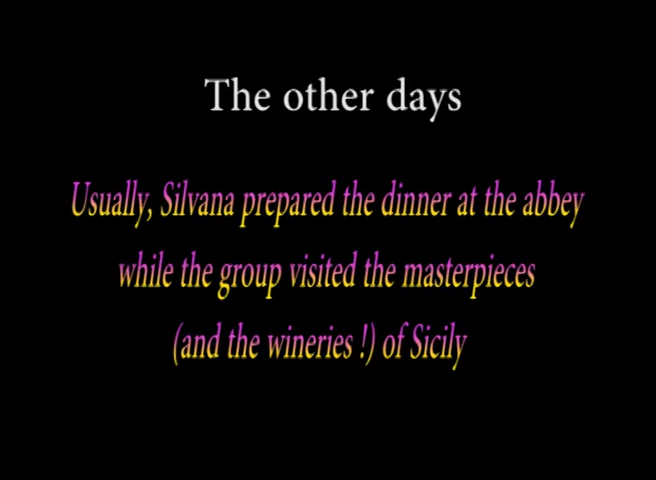 The other days
Usually, Silvana prepared the dinner at the abbey
while the group visited the masterpieces
(and the wineries !) of Sicily